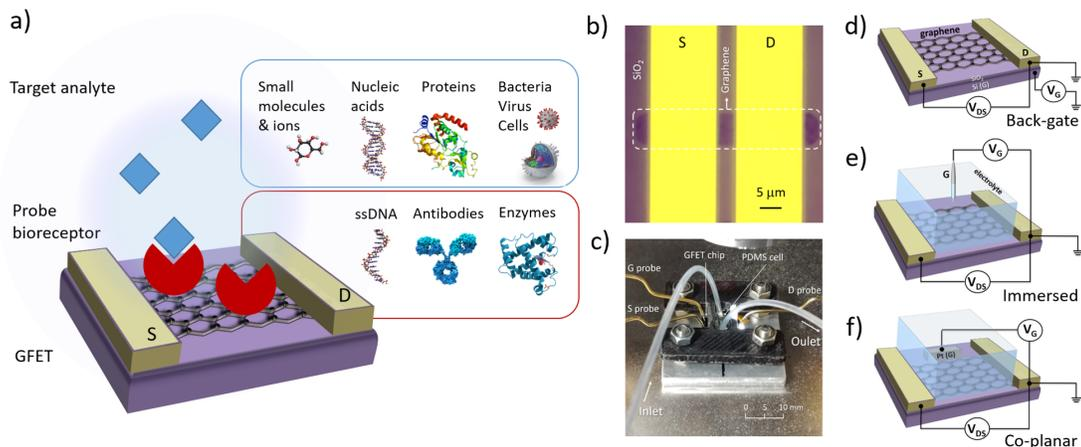 a)
Target analyte
Small
molecules
& ions
Nucleic
acids
Proteins
Bacteria
Virus
Cells
Probe
bioreceptor
ssDNA
Antibodies
Enzymes
S
D
GFET
b)
SiO2
S
Graphene
D
5 µm
c)
GFET chip
PDMS cell
G probe
D probe
S probe
Oulet
Inlet
0 5 10 mm
d)
graphene
S
D
SiO2
Si (G)
VG
VDS
Back-gate
e)
VG
G
electrolyte
VDS
Immersed
f)
VG
Pt (G)
VDS
Co-planar